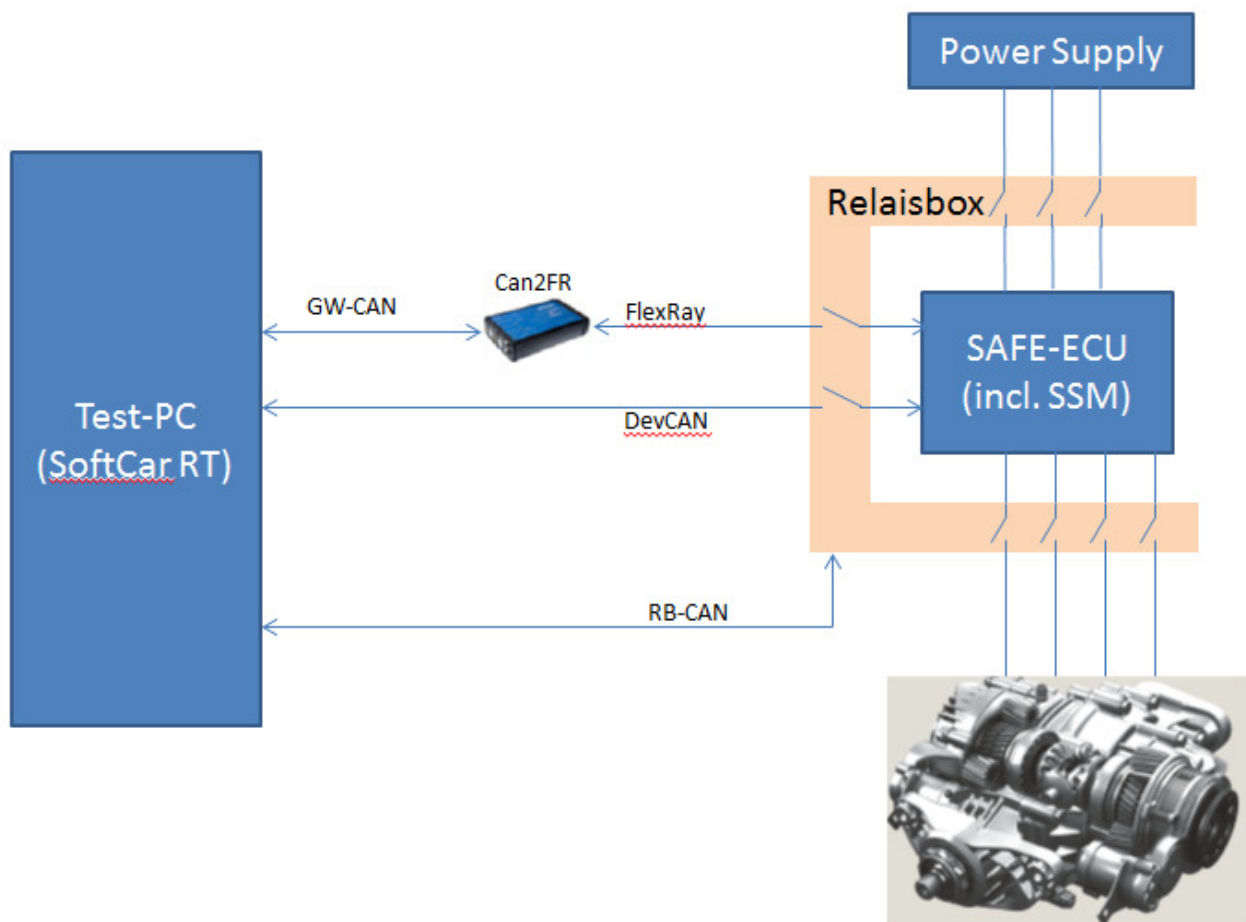 Power Supply
Relaisbox
Can2FR
GW-CAN
FlexRay
SAFE-ECU
(incl. SSM)
Test-PC
(SoftCar RT)
DevCAN
RB-CAN